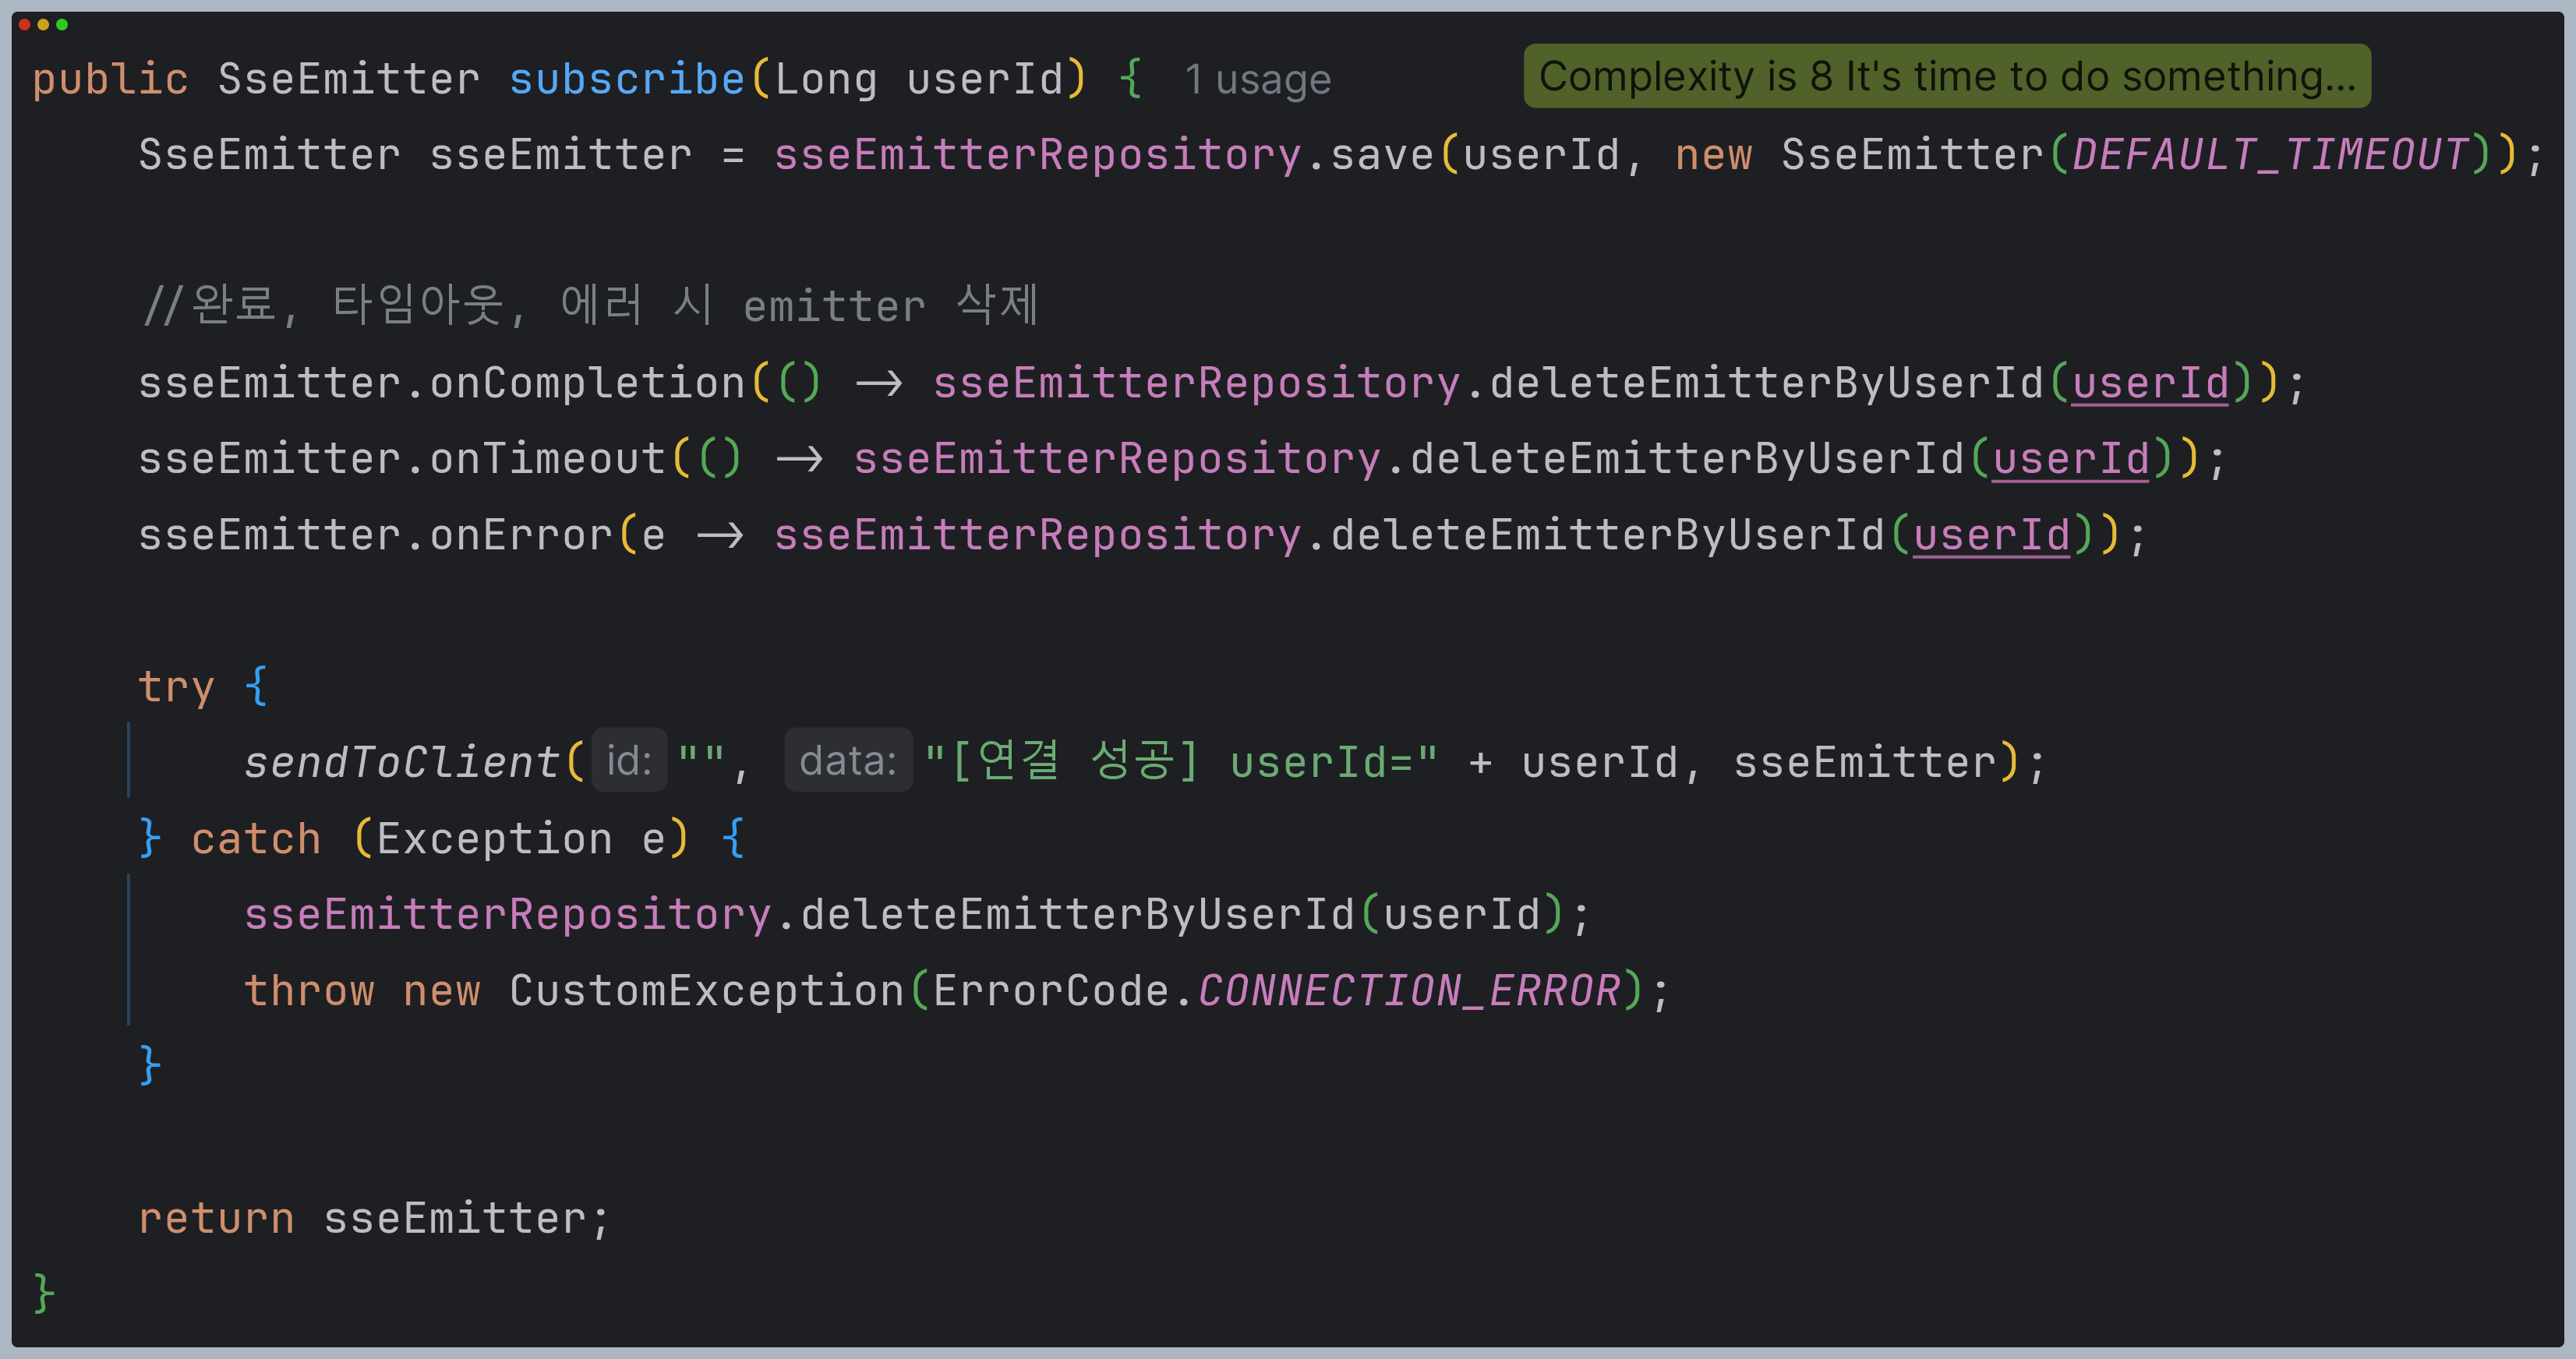 public SseEmitter subscribe(Long userId) { 1 usage Complexity is 8 It's time to do something...
SseEmitter sseEmitter = sseEmitterRepository.save(userId, new SseEmitter(DEFAULT_TIMEOUT));
//완료, 타임아웃, 에러 시 emitter 삭제
sseEmitter.onCompletion(() -> sseEmitterRepository.deleteEmitterByUserId(userId));
sseEmitter.onTimeout(() -> sseEmitterRepository.deleteEmitterByUserId(userId));
sseEmitter.onError(e -> sseEmitterRepository.deleteEmitterByUserId(userId));
try {
sendToClient( id: "", data: "[연결 성공] userId=" + userId, sseEmitter);
} catch (Exception e) {
sseEmitterRepository.deleteEmitterByUserId(userId);
throw new CustomException(ErrorCode.CONNECTION_ERROR);
}
return sseEmitter;
}